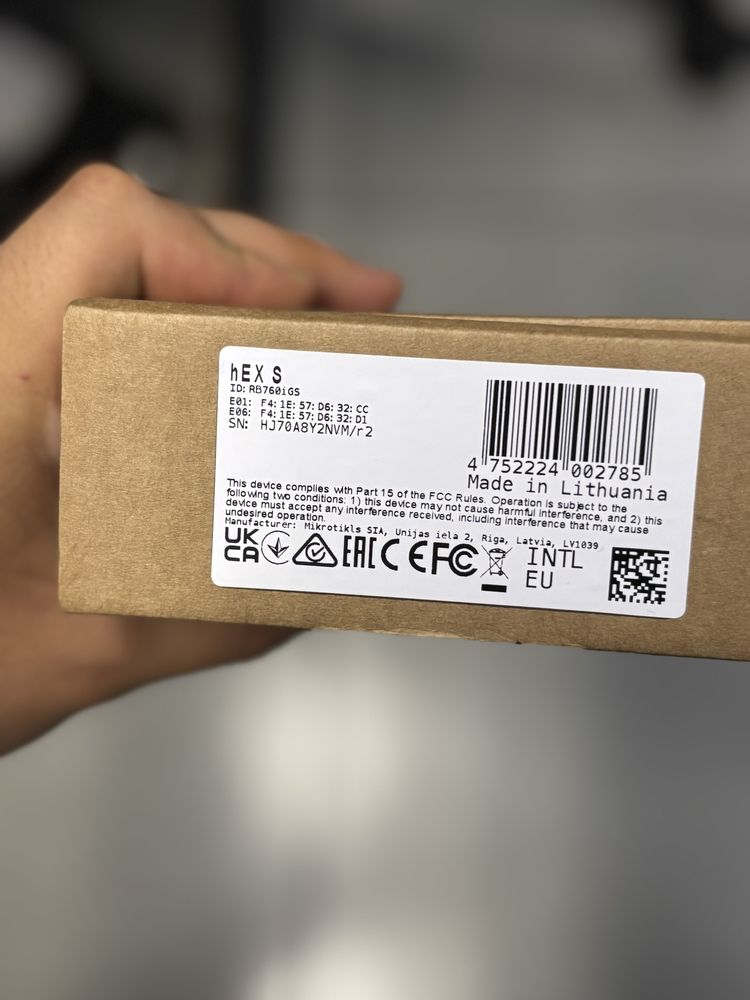 hEX S
ID: RB760iGS
E01: F4:1E:57:D6:32:CC
E06: F4:1E:57:D6:32:D1
SN: HJ70A8Y2NVM/r2
4 752224 002785
Made in Lithuania
This device complies with Part 15 of the FCC Rules. Operation is subject to the
following two conditions: 1) this device may not cause harmful interference, and 2) this
device must accept any interference received, including interference that may cause
undesired operation.
Manufacturer: Mikrotikls SIA, Unijas iela 2, Riga, Latvia, LV1039
UK
CA
EAC CE FC
INTL
EU